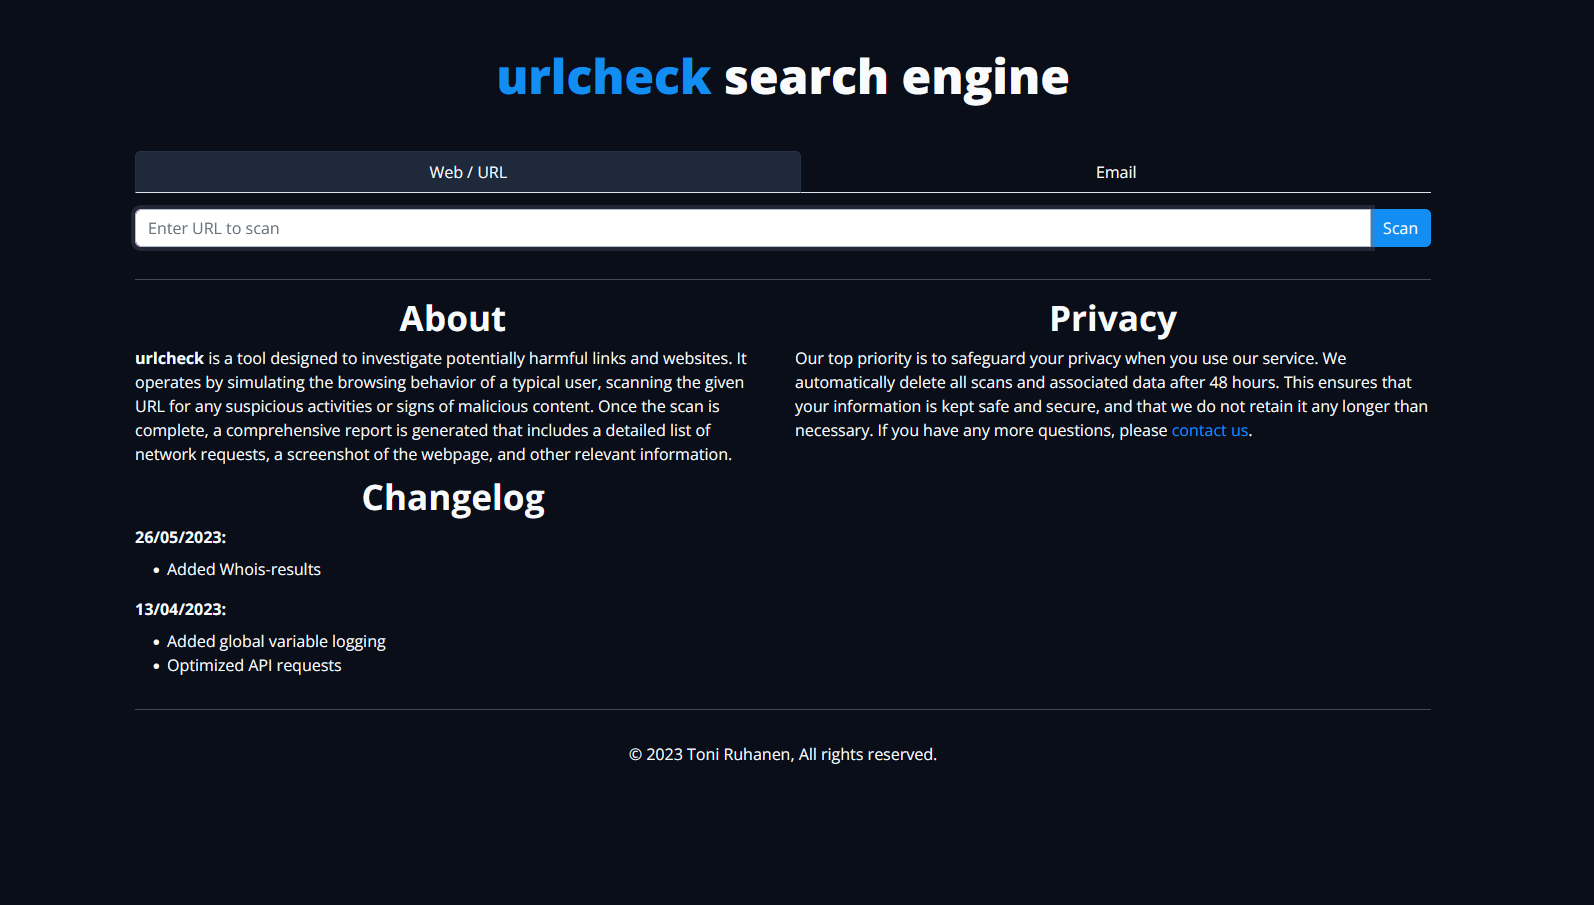 urlcheck search engine
Web / URL
Email
Enter URL to scan
Scan
About
urlcheck is a tool designed to investigate potentially harmful links and websites. It
operates by simulating the browsing behavior of a typical user, scanning the given
URL for any suspicious activities or signs of malicious content. Once the scan is
complete, a comprehensive report is generated that includes a detailed list of
network requests, a screenshot of the webpage, and other relevant information.
Privacy
Our top priority is to safeguard your privacy when you use our service. We
automatically delete all scans and associated data after 48 hours. This ensures that
your information is kept safe and secure, and that we do not retain it any longer than
necessary. If you have any more questions, please contact us.
Changelog
26/05/2023:
• Added Whois-results
13/04/2023:
• Added global variable logging
• Optimized API requests
© 2023 Toni Ruhanen, All rights reserved.